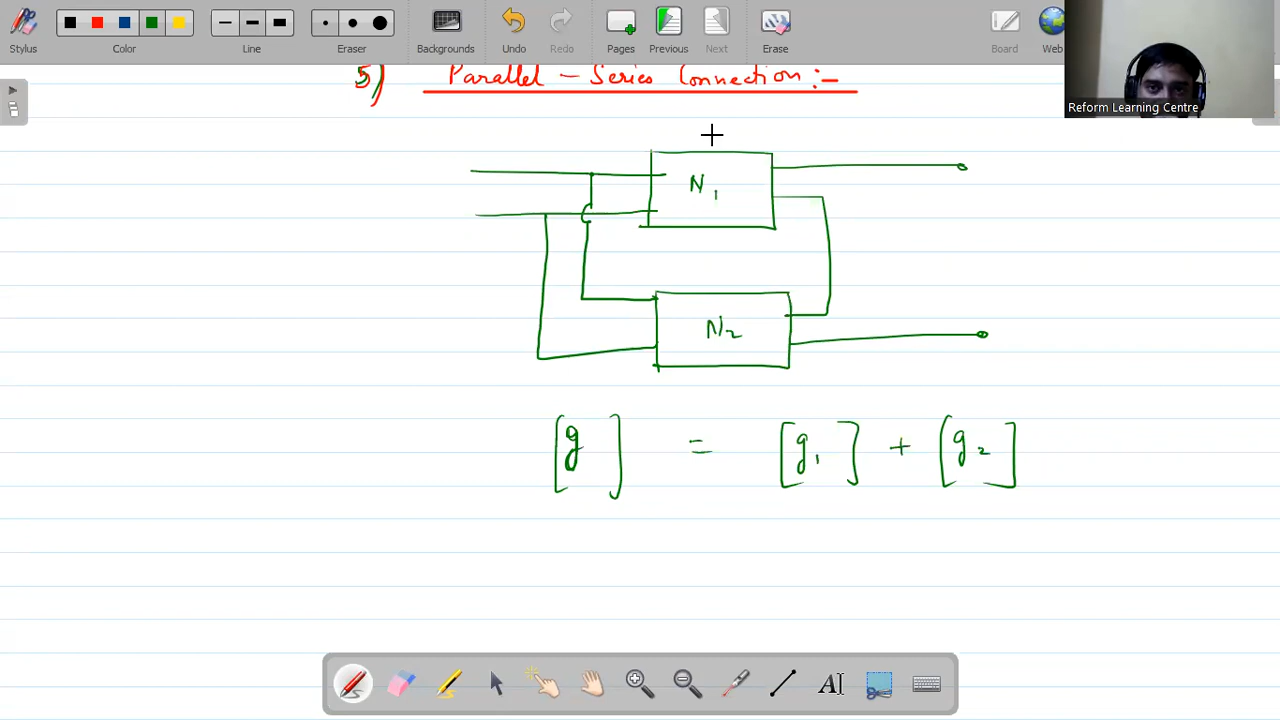 Stylus Color Line Eraser Backgrounds Undo Redo Pages Previous Next Erase Board Web
Reform Learning Centre
5) Parallel - Series Connection :-
N1
N2
[g] = [g1] + [g2]